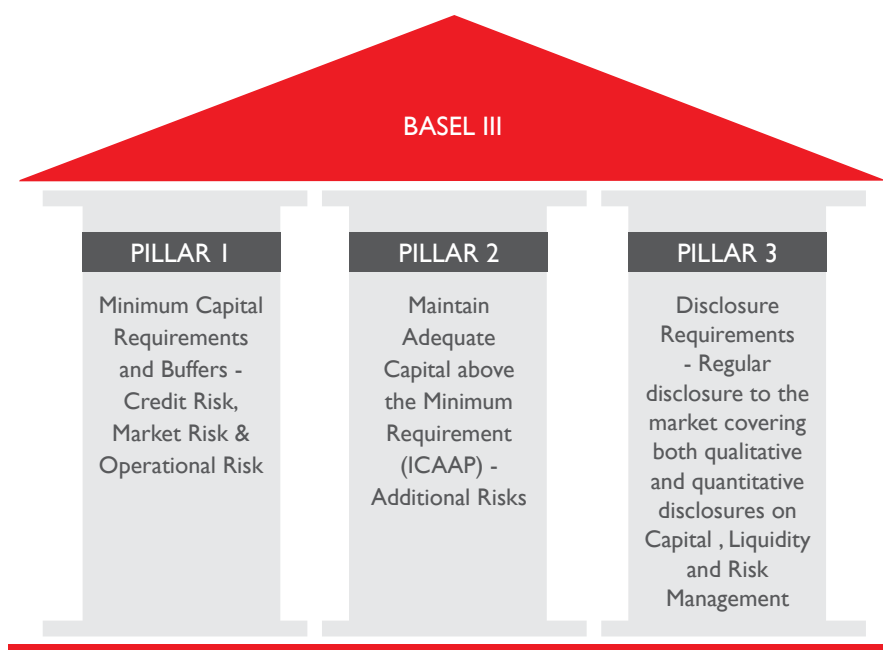 BASEL III
PILLAR 1
Minimum Capital
Requirements
and Buffers -
Credit Risk,
Market Risk &
Operational Risk
PILLAR 2
Maintain
Adequate
Capital above
the Minimum
Requirement
(ICAAP) -
Additional Risks
PILLAR 3
Disclosure
Requirements
- Regular
disclosure to the
market covering
both qualitative
and quantitative
disclosures on
Capital , Liquidity
and Risk
Management